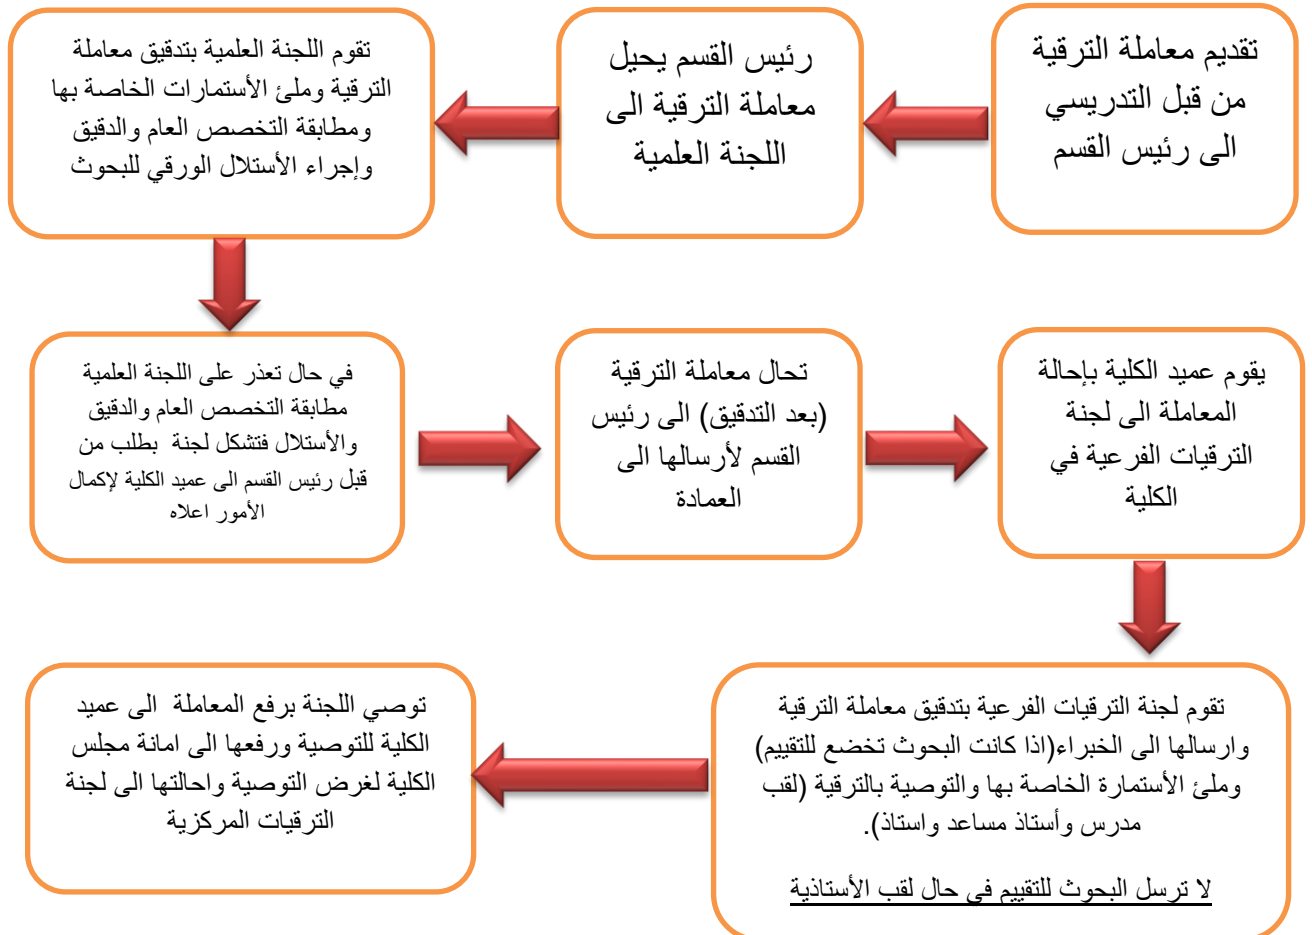 تقديم معاملة الترقية
من قبل التدريسي
الى رئيس القسم
رئيس القسم يحيل
معاملة الترقية الى
اللجنة العلمية
تقوم اللجنة العلمية بتدقيق معاملة
الترقية وملئ الأستمارات الخاصة بها
ومطابقة التخصص العام والدقيق
وإجراء الأستلال الورقي للبحوث
في حال تعذر على اللجنة العلمية
مطابقة التخصص العام والدقيق
والأستلال فتشكل لجنة بطلب من
قبل رئيس القسم الى عميد الكلية لإكمال
الأمور اعلاه
تحال معاملة الترقية
(بعد التدقيق) الى رئيس
القسم لأرسالها الى
العمادة
يقوم عميد الكلية بإحالة
المعاملة الى لجنة
الترقيات الفرعية في
الكلية
تقوم لجنة الترقيات الفرعية بتدقيق معاملة الترقية
وارسالها الى الخبراء(اذا كانت البحوث تخضع للتقييم)
وملئ الأستمارة الخاصة بها والتوصية بالترقية (لقب
مدرس وأستاذ مساعد واستاذ).
لا ترسل البحوث للتقييم في حال لقب الأستاذية
توصي اللجنة برفع المعاملة الى عميد
الكلية للتوصية ورفعها الى امانة مجلس
الكلية لغرض التوصية واحالتها الى لجنة
الترقيات المركزية